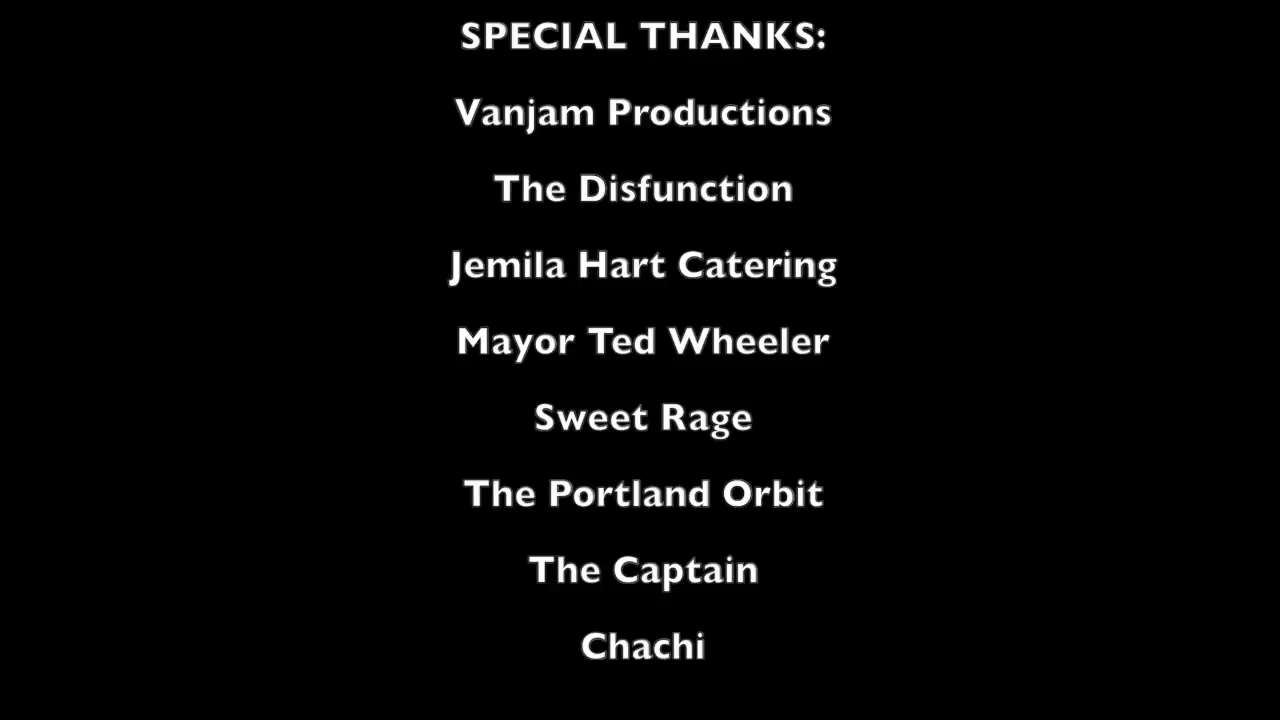 SPECIAL THANKS:
Vanjam Productions
The Disfunction
Jemila Hart Catering
Mayor Ted Wheeler
Sweet Rage
The Portland Orbit
The Captain
Chachi